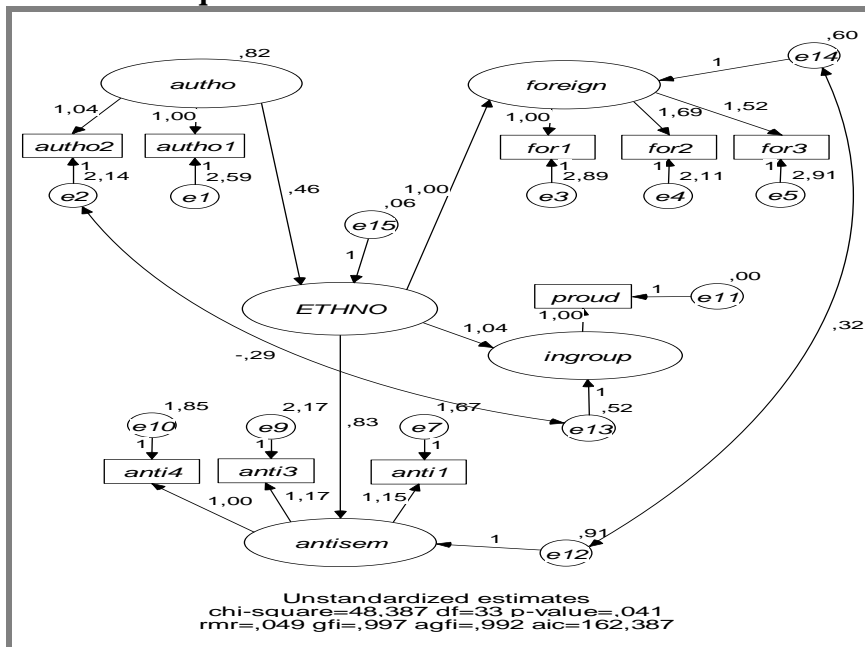 ,60
,82
e14
autho
foreign
1
1,04
1,00
1,00
1,69
1,52
autho2
autho1
for1
for2
for3
1
2,14
1
2,59
1
2,89
1
2,11
1
2,91
e2
e1
e3
e4
e5
,46
1,00
,06
e15
1
,00
proud
1
e11
ETHNO
1,00
1,04
,32
ingroup
-,29
1
,52
e13
1,85
2,17
1,67
,83
e10
e9
e7
1
1
1
anti4
anti3
anti1
1,00
1,17
1,15
,91
antisem
1
e12
Unstandardized estimates
chi-square=48,387 df=33 p-value=,041
rmr=,049 gfi=,997 agfi=,992 aic=162,387